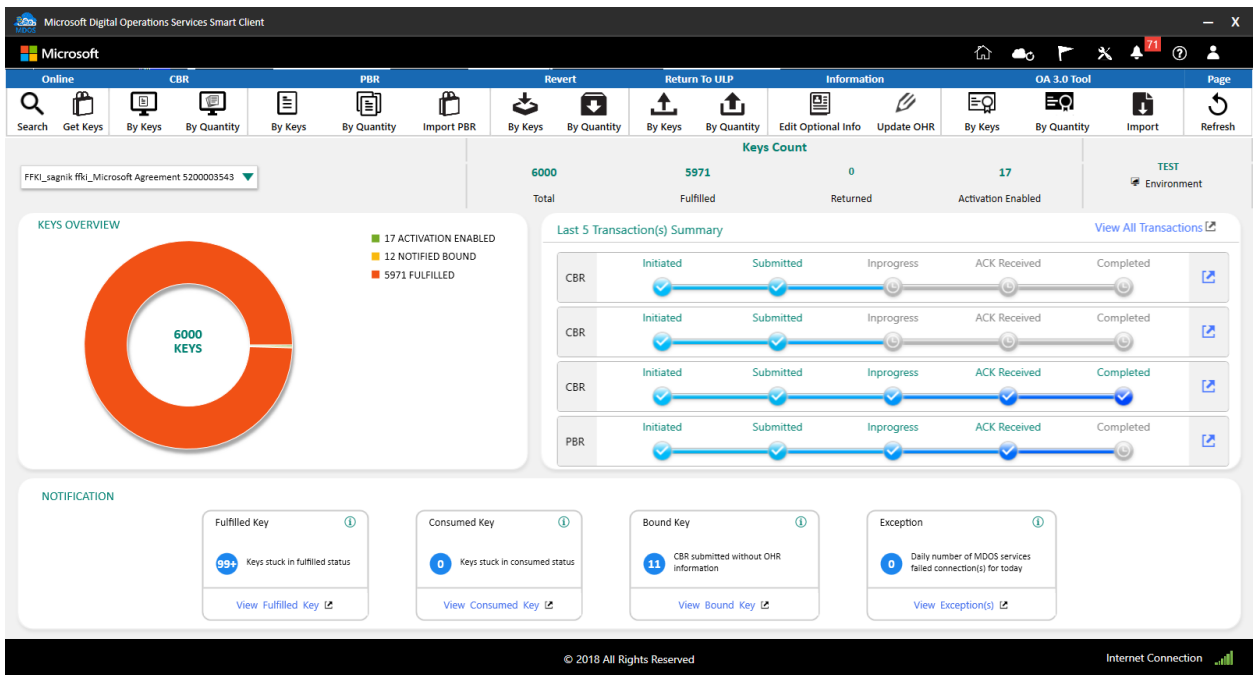 MDOS
Microsoft Digital Operations Services Smart Client
X
Microsoft
71
Online CBR PBR Revert Return To ULP Information OA 3.0 Tool Page
Search Get Keys By Keys By Quantity By Keys By Quantity Import PBR By Keys By Quantity By Keys By Quantity Edit Optional Info Update OHR By Keys By Quantity Import Refresh
Keys Count
FFKI_sagnik ffki_Microsoft Agreement 5200003543
6000 5971 0 17
Total Fulfilled Returned Activation Enabled
TEST
Environment
KEYS OVERVIEW
17 ACTIVATION ENABLED
12 NOTIFIED BOUND
5971 FULFILLED
6000
KEYS
Last 5 Transaction(s) Summary
View All Transactions
CBR Initiated Submitted Inprogress ACK Received Completed
CBR Initiated Submitted Inprogress ACK Received Completed
CBR Initiated Submitted Inprogress ACK Received Completed
PBR Initiated Submitted Inprogress ACK Received Completed
NOTIFICATION
Fulfilled Key
99+ Keys stuck in fulfilled status
View Fulfilled Key
Consumed Key
0 Keys stuck in consumed status
View Consumed Key
Bound Key
11 CBR submitted without OHR
information
View Bound Key
Exception
0 Daily number of MDOS services
failed connection(s) for today
View Exception(s)
© 2018 All Rights Reserved
Internet Connection